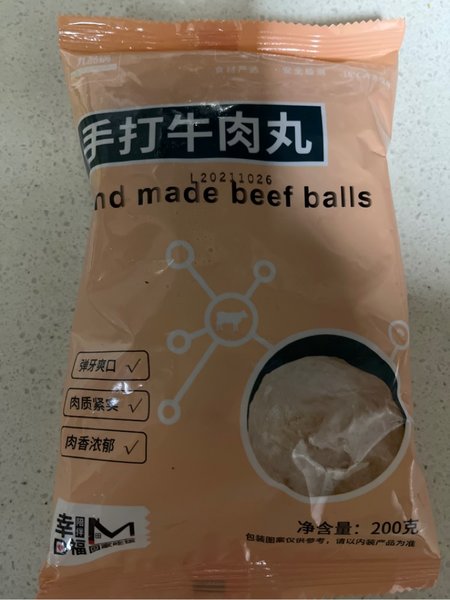 手打牛肉丸
L20211026
nd made beef balls
弹牙爽口 ✓
肉质紧实 ✓
肉香浓郁 ✓
幸福
陪伴
净含量：200克
包装图案仅供参考，请以内装产品为准